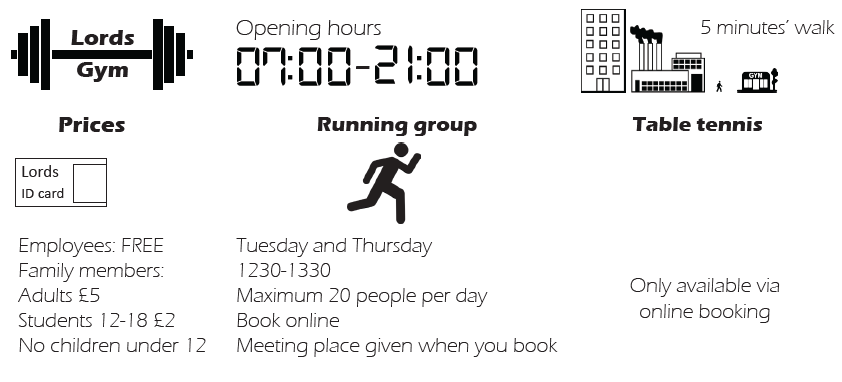 Lords
Gym
Opening hours
07:00-21:00
5 minutes' walk
GYM
Prices
Running group
Table tennis
Lords
ID card
Employees: FREE
Family members:
Adults £5
Students 12-18 £2
No children under 12
Tuesday and Thursday
1230-1330
Maximum 20 people per day
Book online
Meeting place given when you book
Only available via
online booking